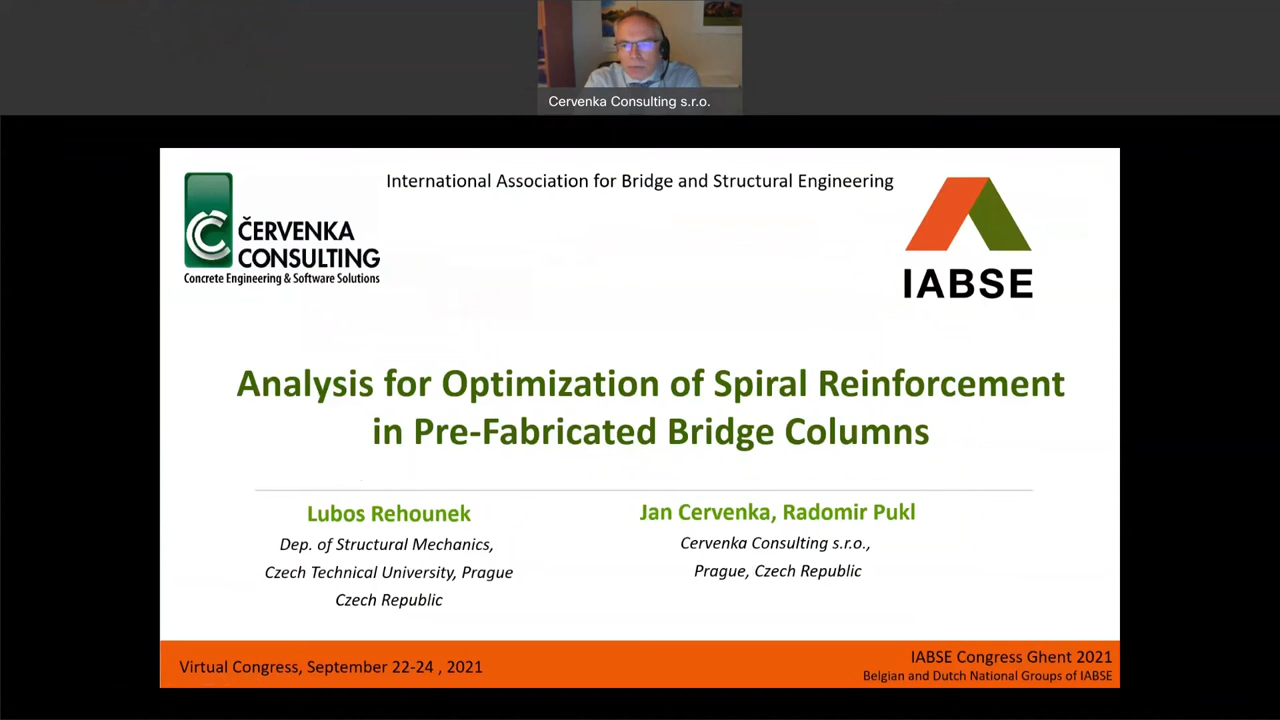 Cervenka Consulting s.r.o.
International Association for Bridge and Structural Engineering
ČERVENKA
CONSULTING
Concrete Engineering & Software Solutions
IABSE
Analysis for Optimization of Spiral Reinforcement
in Pre-Fabricated Bridge Columns
Lubos Rehounek
Dep. of Structural Mechanics,
Czech Technical University, Prague
Czech Republic
Jan Cervenka, Radomir Pukl
Cervenka Consulting s.r.o.,
Prague, Czech Republic
Virtual Congress, September 22-24 , 2021
IABSE Congress Ghent 2021
Belgian and Dutch National Groups of IABSE